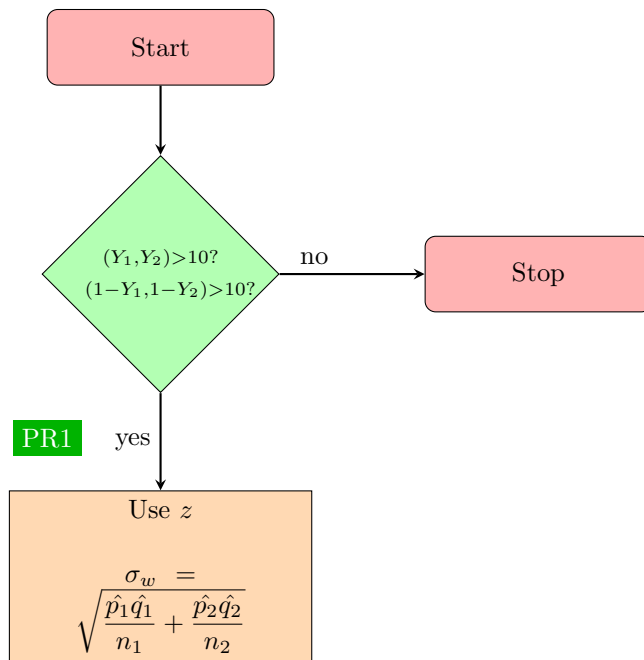 Start
(Y₁,Y₂)>10?
(1−Y₁,1−Y₂)>10?
no
Stop
PR1
yes
Use z
σ_w =
√(p̂₁q̂₁/n₁ + p̂₂q̂₂/n₂)